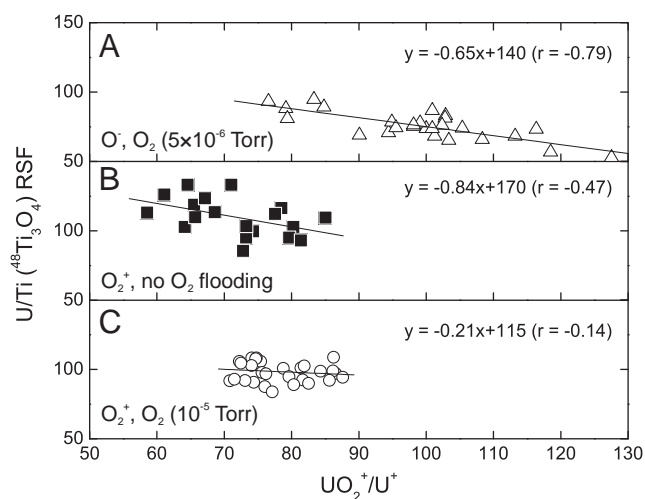 150
A
y = -0.65x+140 (r = -0.79)
100
O⁻, O₂ (5×10⁻⁶ Torr)
50
B
y = -0.84x+170 (r = -0.47)
100
O₂⁺, no O₂ flooding
50
C
y = -0.21x+115 (r = -0.14)
100
O₂⁺, O₂ (10⁻⁵ Torr)
50
U/Ti (⁴⁸Ti₃O₄) RSF
50 60 70 80 90 100 110 120 130
UO₂⁺/U⁺